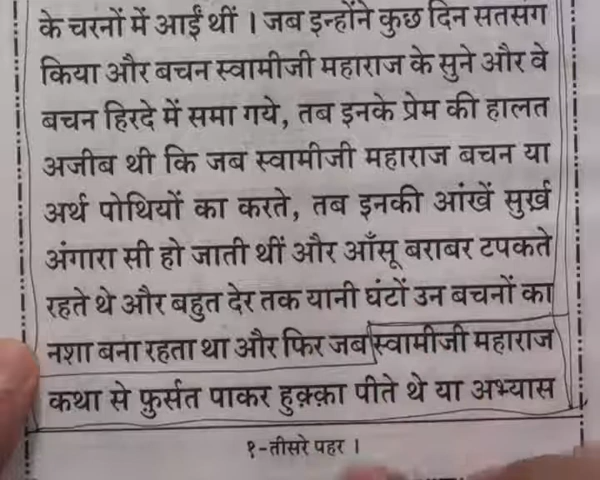 के चरनों में आईं थीं । जब इन्होंने कुछ दिन सतसंग
किया और बचन स्वामीजी महाराज के सुने और वे
बचन हिरदे में समा गये, तब इनके प्रेम की हालत
अजीब थी कि जब स्वामीजी महाराज बचन या
अर्थ पोथियों का करते, तब इनकी आंखें सुर्ख़
अंगारा सी हो जाती थीं और आँसू बराबर टपकते
रहते थे और बहुत देर तक यानी घंटों उन बचनों का
नशा बना रहता था और फिर जब स्वामीजी महाराज
कथा से फ़ुर्सत पाकर हुक़्क़ा पीते थे या अभ्यास
१-तीसरे पहर ।